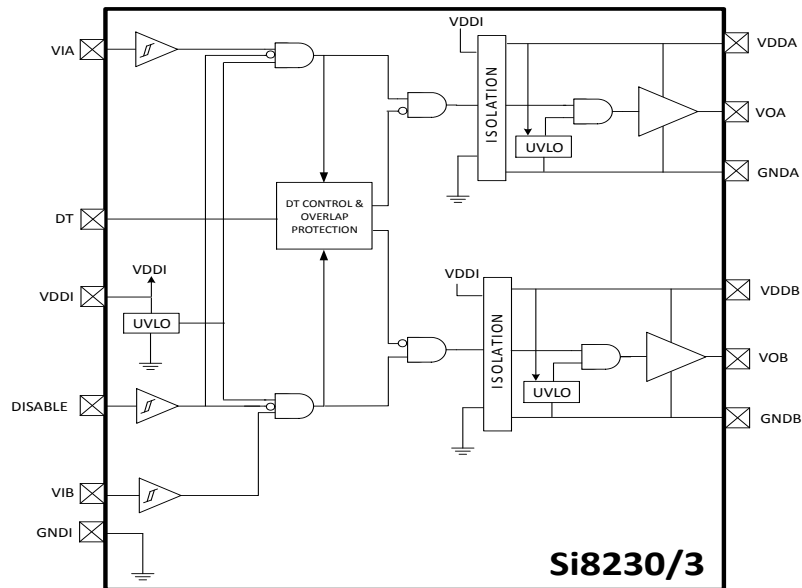 VDDI
VIA
VDDA
ISOLATION
VOA
UVLO
GNDA
DT CONTROL &
OVERLAP
PROTECTION
DT
VDDI
VDDI
UVLO
VDDI
VDDB
ISOLATION
VOB
UVLO
DISABLE
GNDB
VIB
GNDI
Si8230/3